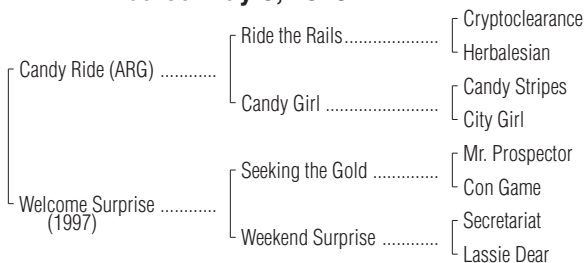 Cryptoclearance
Ride the Rails
Herbalesian
Candy Ride (ARG)
Candy Stripes
Candy Girl
City Girl
Mr. Prospector
Seeking the Gold
Con Game
Welcome Surprise
(1997)
Secretariat
Weekend Surprise
Lassie Dear